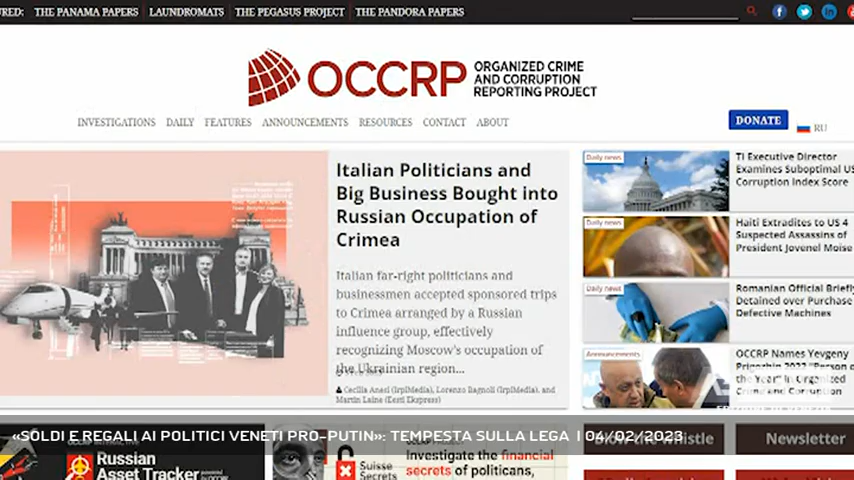 RED: THE PANAMA PAPERS LAUNDROMATS THE PEGASUS PROJECT THE PANDORA PAPERS
OCCRP
ORGANIZED CRIME
AND CORRUPTION
REPORTING PROJECT
INVESTIGATIONS DAILY FEATURES ANNOUNCEMENTS RESOURCES CONTACT ABOUT
DONATE
RU
Italian Politicians and
Big Business Bought into
Russian Occupation of
Crimea
Italian far-right politicians and
businessmen accepted sponsored trips
to Crimea arranged by a Russian
influence group, effectively
recognizing Moscow's occupation of
the Ukrainian region...
Cecilia Anesi (IrpiMedia), Lorenzo Bagnoli (IrpiMedia), and
Martin Laine (Eesti Ekspress)
Daily news
TI Executive Director
Examines Suboptimal US
Corruption Index Score
Daily news
Haiti Extradites to US 4
Suspected Assassins of
President Jovenel Moise
Daily news
Romanian Official Briefly
Detained over Purchase
Defective Machines
Announcements
OCCRP Names Yevgeny
Prigozhin 2022 "Person of
the Year" in Organized
Crime and Corruption
«SOLDI E REGALI AI POLITICI VENETI PRO-PUTIN»: TEMPESTA SULLA LEGA | 04/02/2023
Blow the whistle
Newsletter
Russian
Asset Tracker
Suisse
Secrets
Investigate the financial
secrets of politicians,